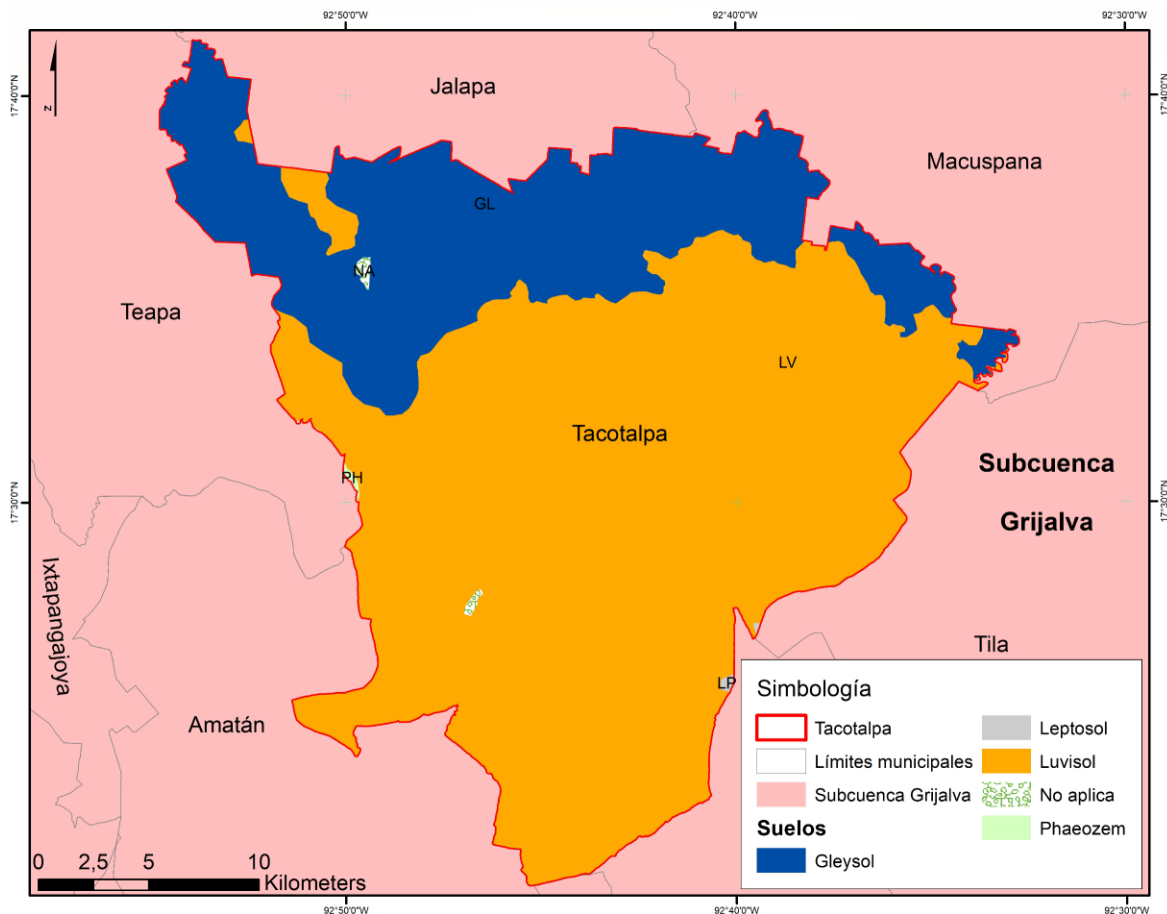 92°50'0"W
92°40'0"W
92°30'0"W
17°40'0"N
17°40'0"N
N
Jalapa
Macuspana
GL
NA
Teapa
LV
Tacotalpa
Subcuenca
PH
17°30'0"N
17°30'0"N
Grijalva
Ixtapangajoya
Tila
LP
Amatán
Simbología
Tacotalpa
Límites municipales
Subcuenca Grijalva
Suelos
Gleysol
Leptosol
Luvisol
No aplica
Phaeozem
0 2,5 5 10
Kilometers
92°50'0"W
92°40'0"W
92°30'0"W